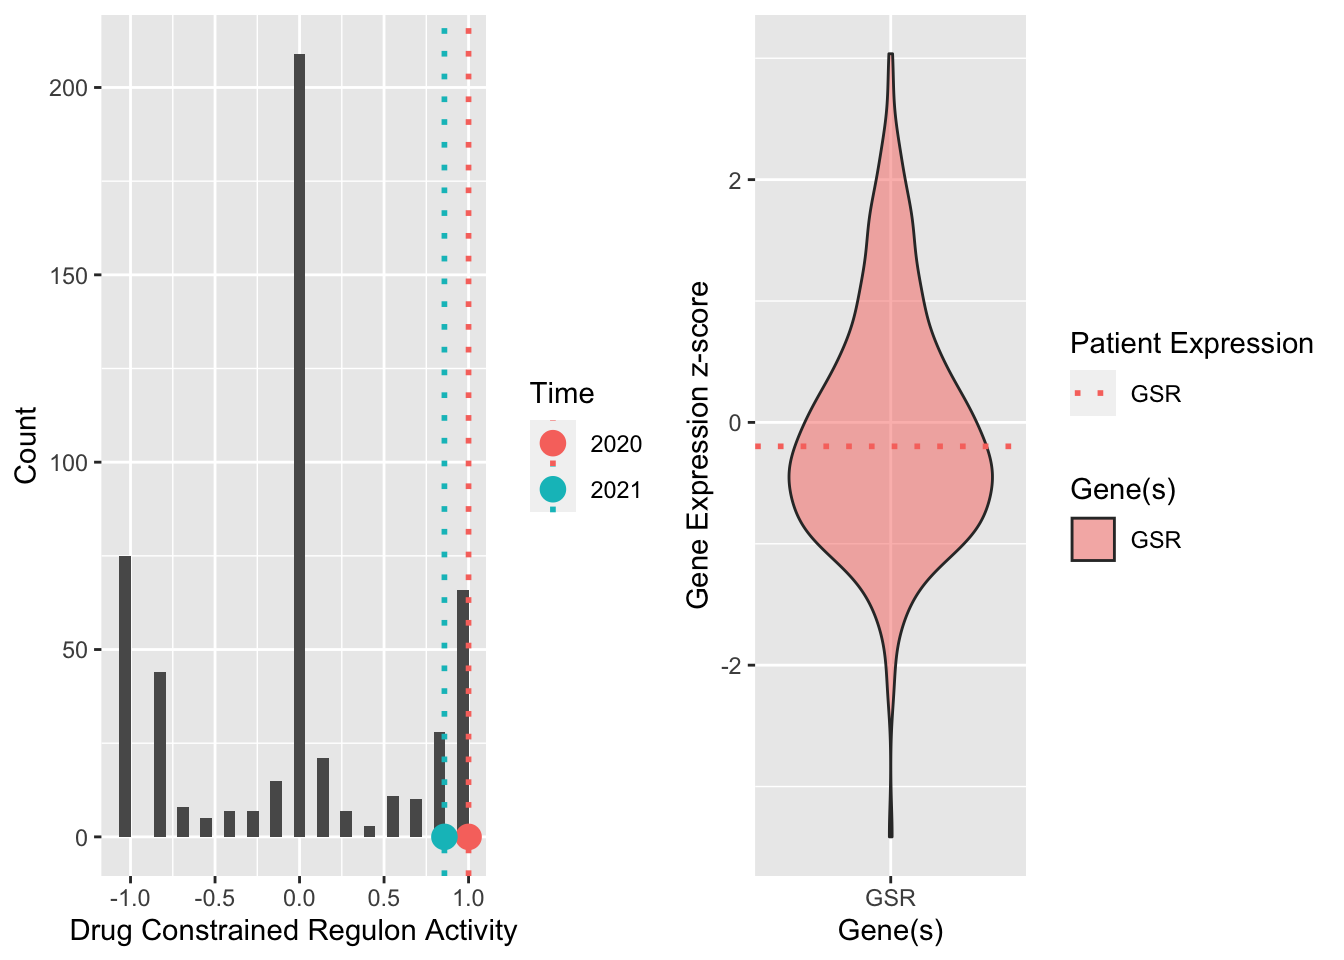 200
150
100
50
0
Count
-1.0 -0.5 0.0 0.5 1.0
Drug Constrained Regulon Activity
Time
2020
2021
2
0
-2
Gene Expression z-score
GSR
Gene(s)
Patient Expression
GSR
Gene(s)
GSR